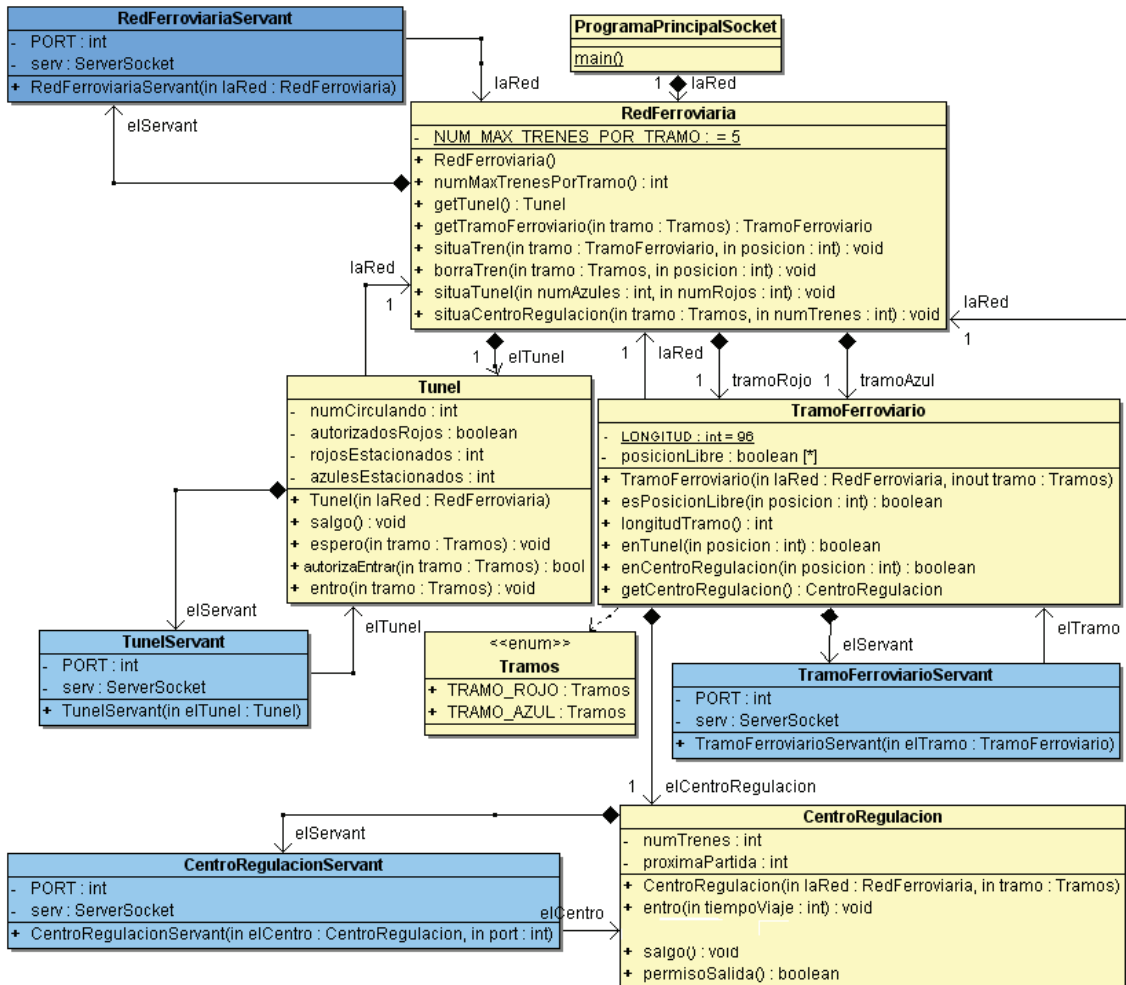 RedFerroviariaServant
- PORT : int
- serv : ServerSocket
+ RedFerroviariaServant(in laRed : RedFerroviaria)
ProgramaPrincipalSocket
main()
laRed
1 laRed
elServant
RedFerroviaria
- NUM_MAX_TRENES_POR_TRAMO : = 5
+ RedFerroviaria()
+ numMaxTrenesPorTramo() : int
+ getTunel() : Tunel
+ getTramoFerroviario(in tramo : Tramos) : TramoFerroviario
+ situaTren(in tramo : TramoFerroviario, in posicion : int) : void
+ borraTren(in tramo : Tramos, in posicion : int) : void
+ situaTunel(in numAzules : int, in numRojos : int) : void
+ situaCentroRegulacion(in tramo : Tramos, in numTrenes : int) : void
laRed
1
laRed
1
1 elTunel
1 laRed
1 tramoRojo
1 tramoAzul
Tunel
- numCirculando : int
- autorizadosRojos : boolean
- rojosEstacionados : int
- azulesEstacionados : int
+ Tunel(in laRed : RedFerroviaria)
+ salgo() : void
+ espero(in tramo : Tramos) : void
+ autorizaEntrar(in tramo : Tramos) : bool
+ entro(in tramo : Tramos) : void
TramoFerroviario
- LONGITUD : int = 96
- posicionLibre : boolean [*]
+ TramoFerroviario(in laRed : RedFerroviaria, inout tramo : Tramos)
+ esPosicionLibre(in posicion : int) : boolean
+ longitudTramo() : int
+ enTunel(in posicion : int) : boolean
+ enCentroRegulacion(in posicion : int) : boolean
+ getCentroRegulacion() : CentroRegulacion
elServant
elTunel
elServant
elTramo
TunelServant
- PORT : int
- serv : ServerSocket
+ TunelServant(in elTunel : Tunel)
<<enum>>
Tramos
+ TRAMO_ROJO : Tramos
+ TRAMO_AZUL : Tramos
TramoFerroviarioServant
- PORT : int
- serv : ServerSocket
+ TramoFerroviarioServant(in elTramo : TramoFerroviario)
1 elCentroRegulacion
elServant
CentroRegulacionServant
- PORT : int
- serv : ServerSocket
+ CentroRegulacionServant(in elCentro : CentroRegulacion, in port : int)
elCentro
CentroRegulacion
- numTrenes : int
- proximaPartida : int
+ CentroRegulacion(in laRed : RedFerroviaria, in tramo : Tramos)
+ entro(in tiempoViaje : int) : void
+ salgo() : void
+ permisoSalida() : boolean